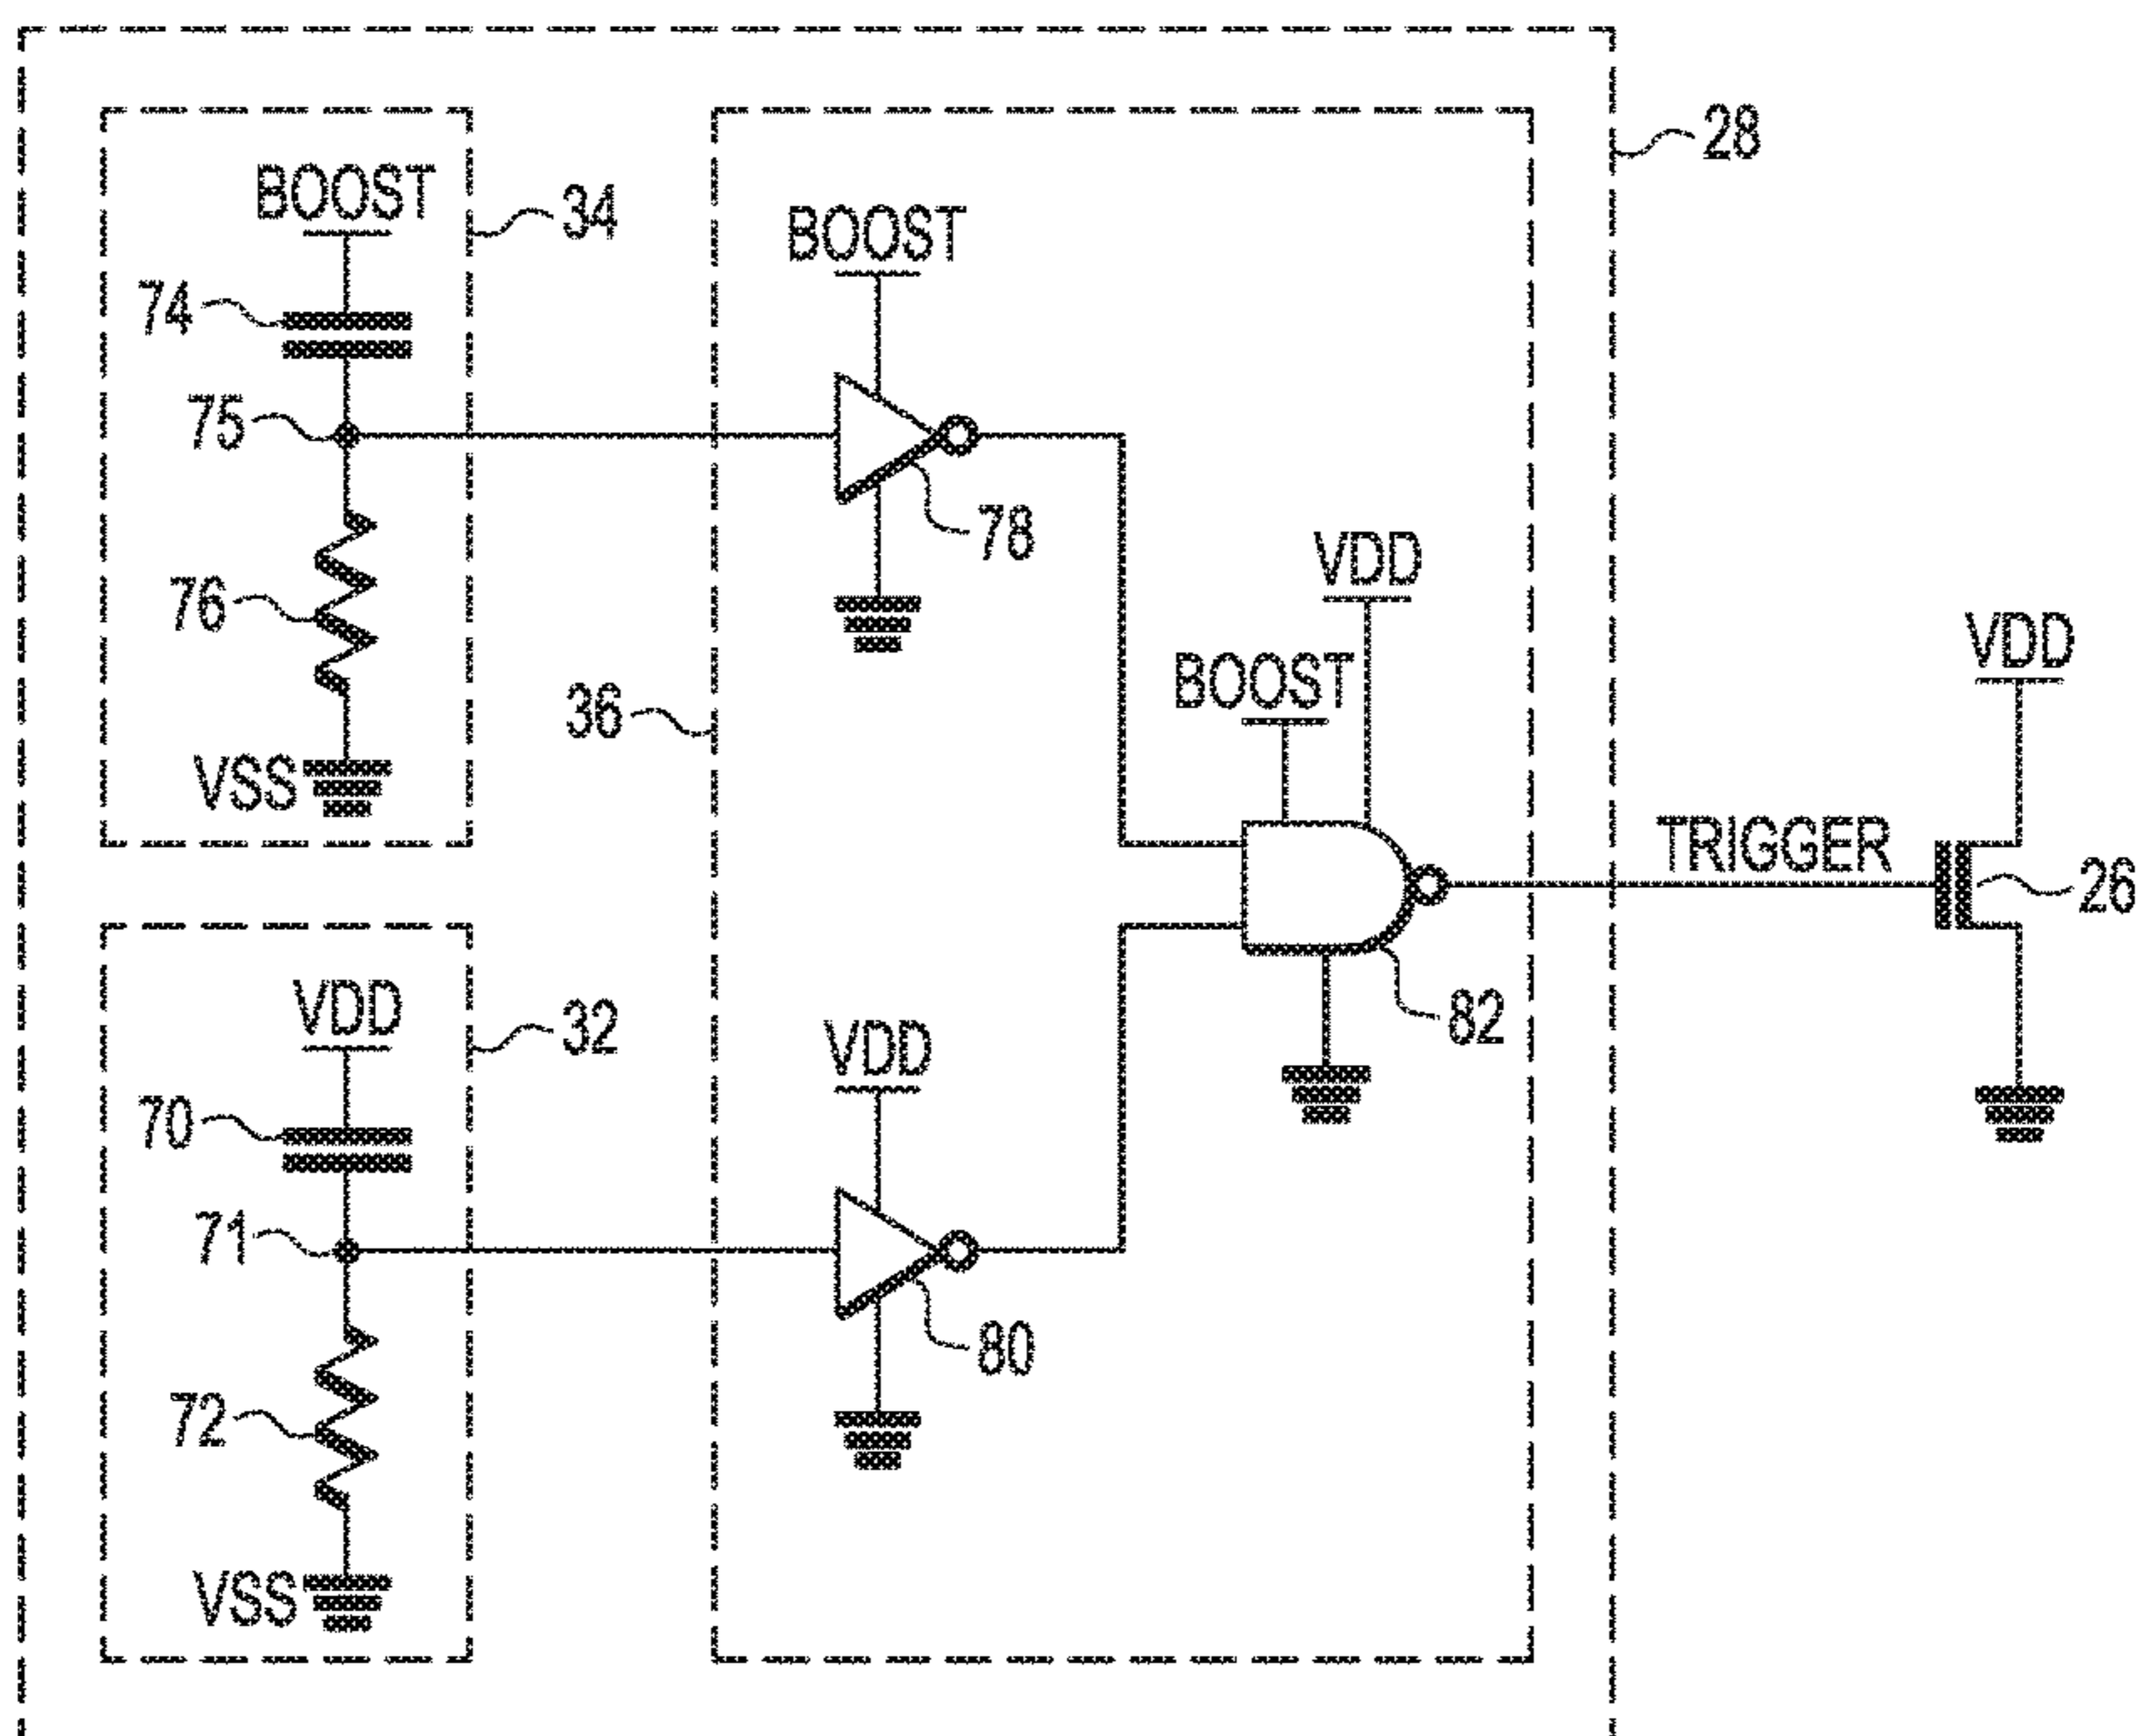 28
BOOST
34
74
75
76
VSS
BOOST
78
36
VDD
BOOST
82
TRIGGER
VDD
26
VDD
32
70
71
72
VSS
VDD
80